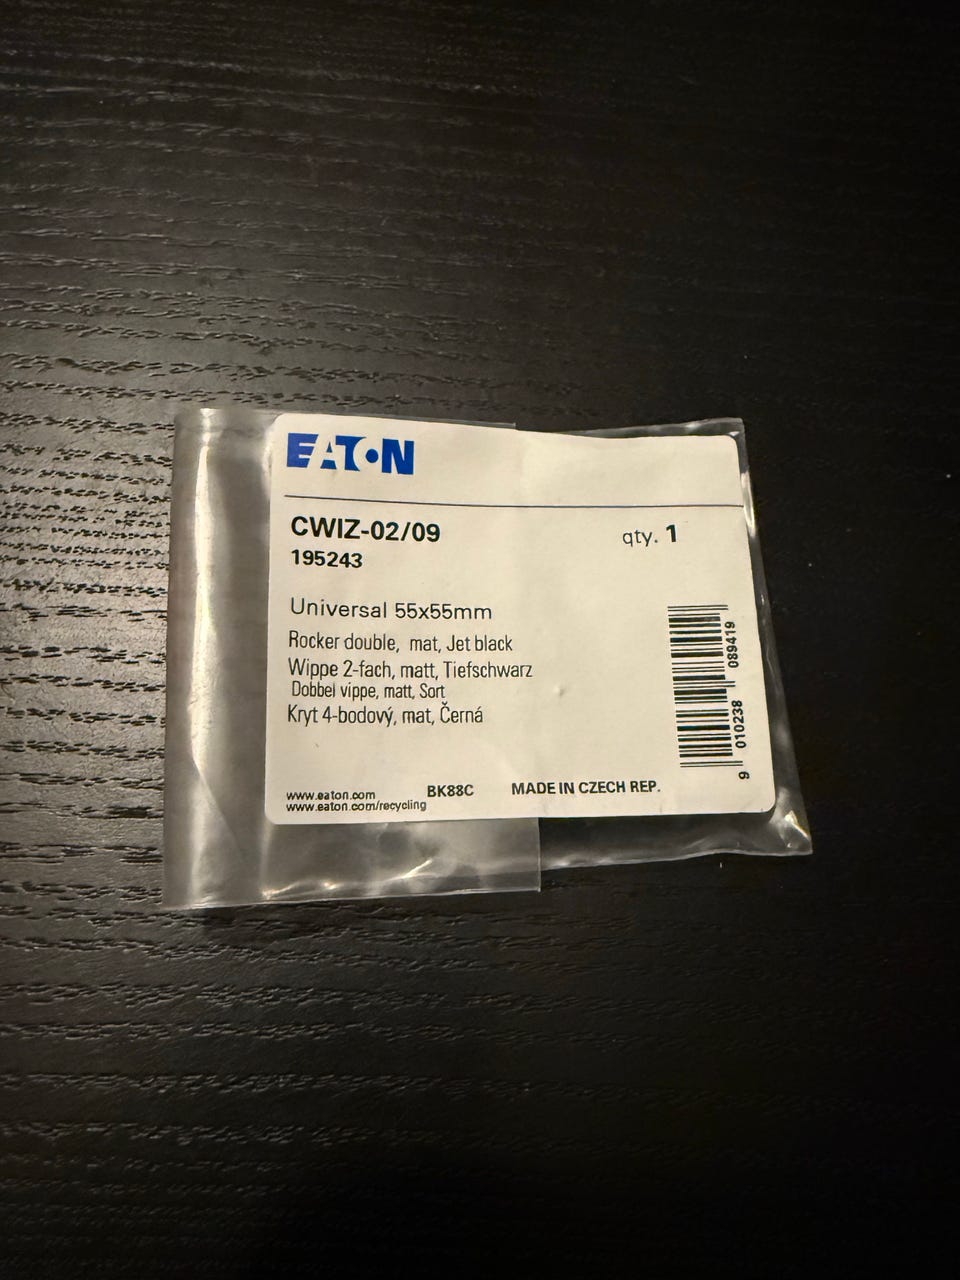 EATON
CWIZ-02/09
qty. 1
195243
Universal 55x55mm
Rocker double, mat, Jet black
Wippe 2-fach, matt, Tiefschwarz
Dobbel vippe, matt, Sort
Kryt 4-bodový, mat, Černá
9 010238 089419
www.eaton.com
BK88C
MADE IN CZECH REP.
www.eaton.com/recycling